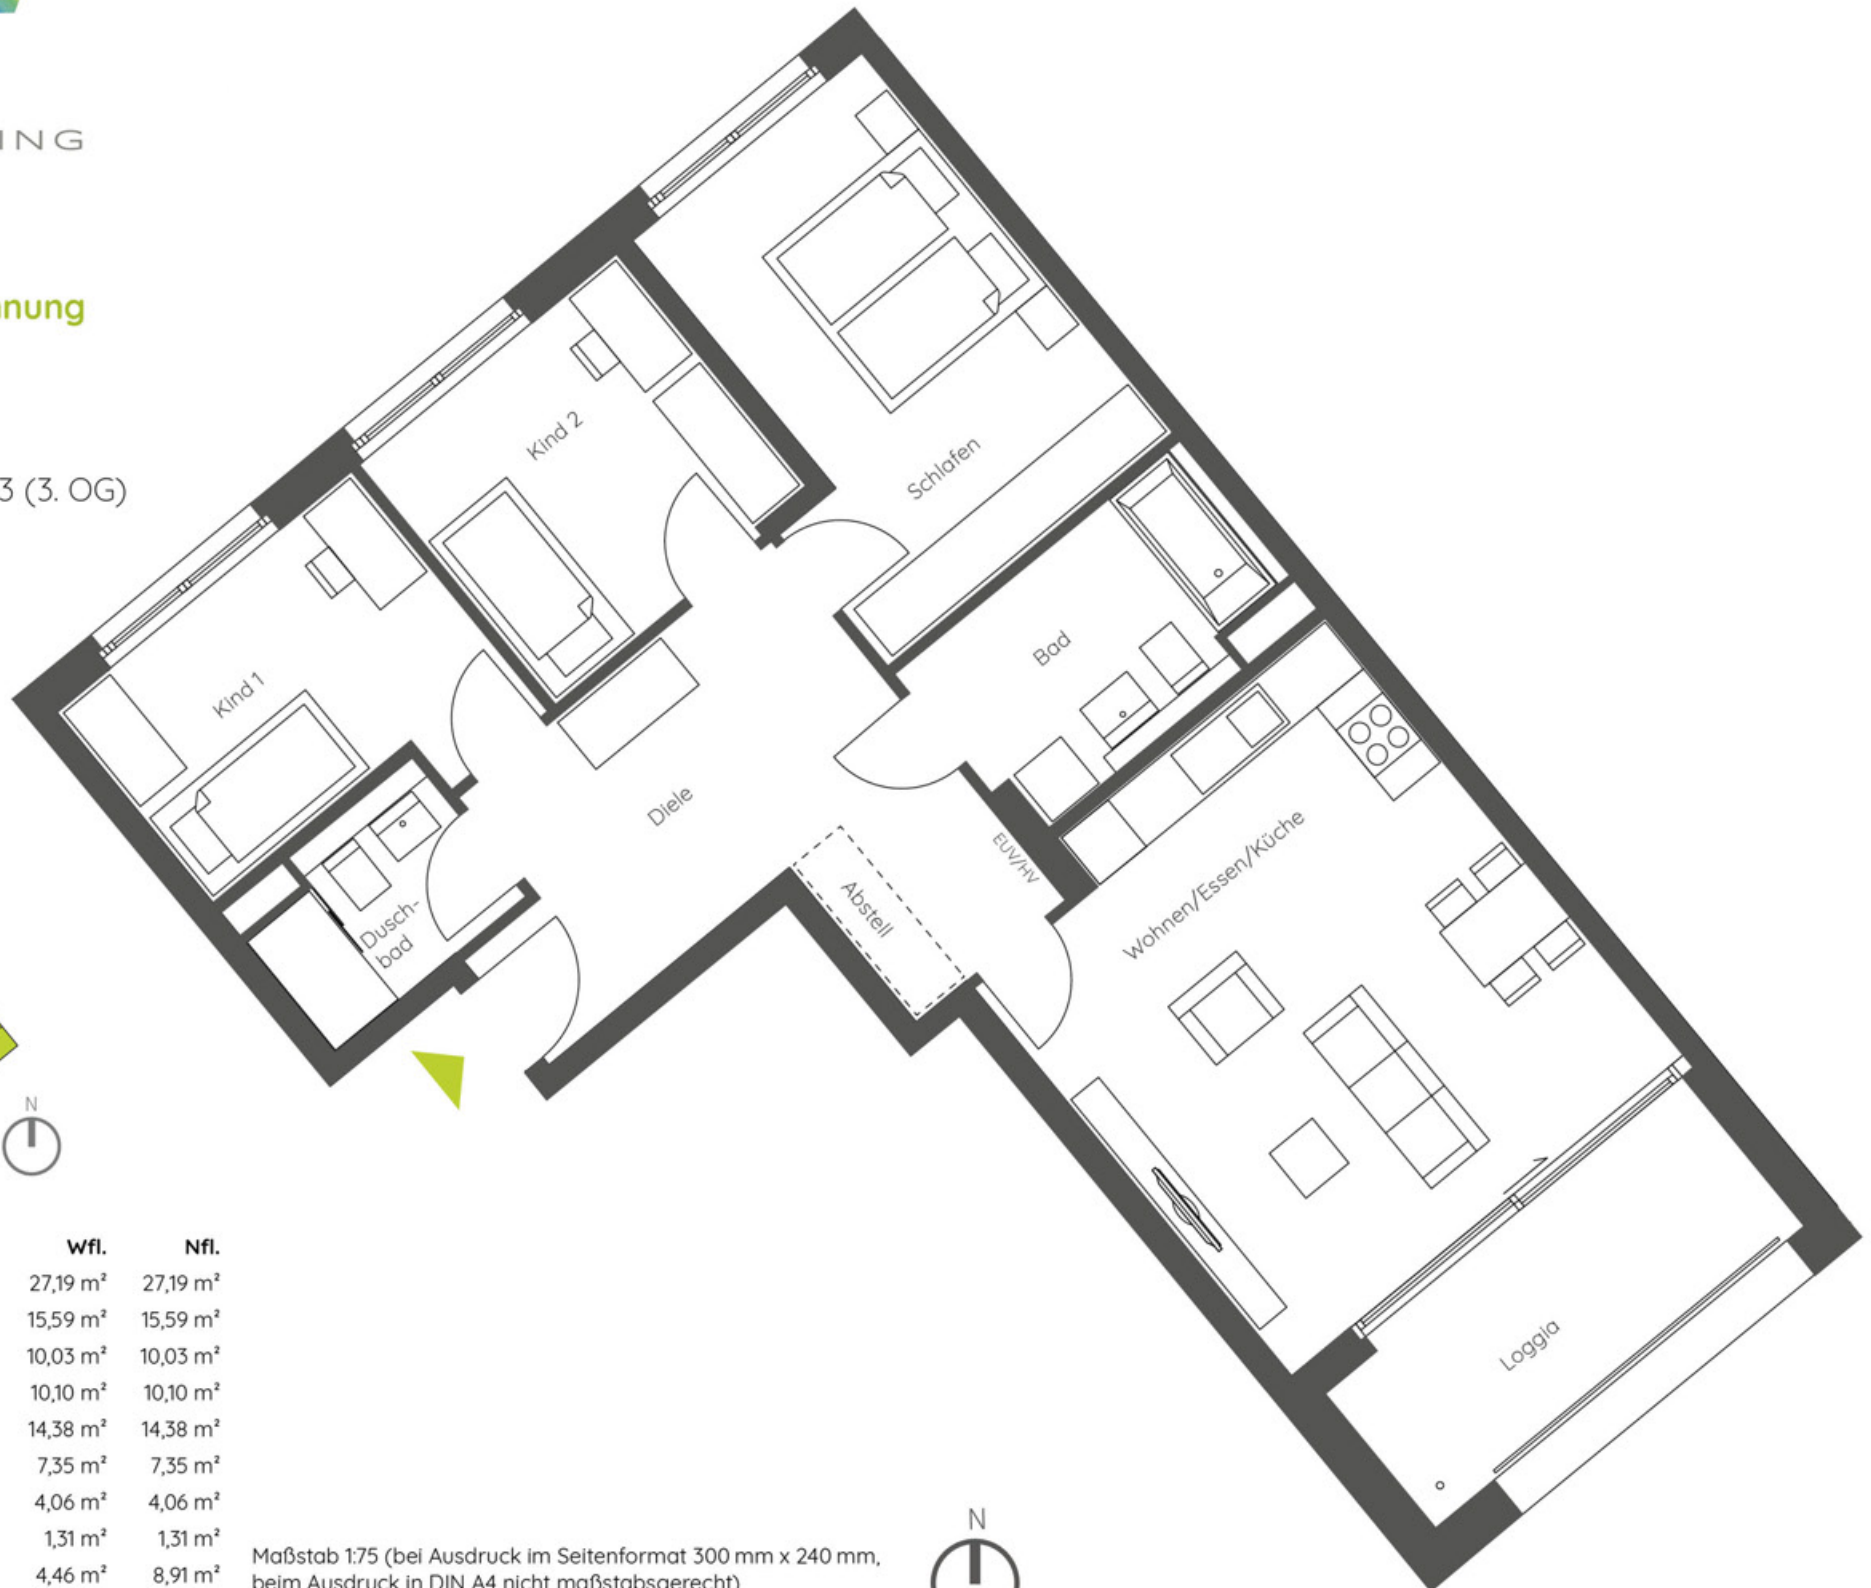 ING
nung
3 (3. OG)
Schlafen
Kind 2
Kind 1
Bad
Diele
EUV/HV
Abstell
Wohnen/Essen/Küche
Dusch-
bad
Loggia
N
Wfl. Nfl.
27,19 m² 27,19 m²
15,59 m² 15,59 m²
10,03 m² 10,03 m²
10,10 m² 10,10 m²
14,38 m² 14,38 m²
7,35 m² 7,35 m²
4,06 m² 4,06 m²
1,31 m² 1,31 m²
4,46 m² 8,91 m²
Maßstab 1:75 (bei Ausdruck im Seitenformat 300 mm x 240 mm,
beim Ausdruck in DIN A4 nicht maßstabsgerecht)
N